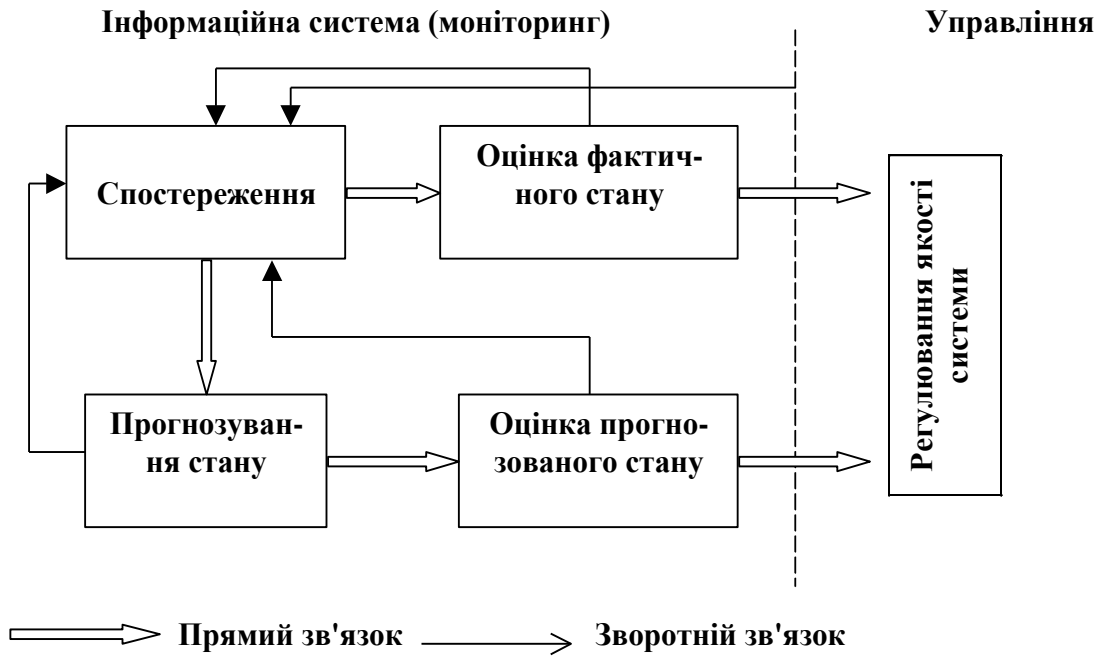 Інформаційна система (моніторинг)
Управління
Спостереження
Оцінка фактич-
ного стану
Регулювання якості
системи
Прогнозуван-
ня стану
Оцінка прогно-
зованого стану
Прямий зв'язок
Зворотній зв'язок